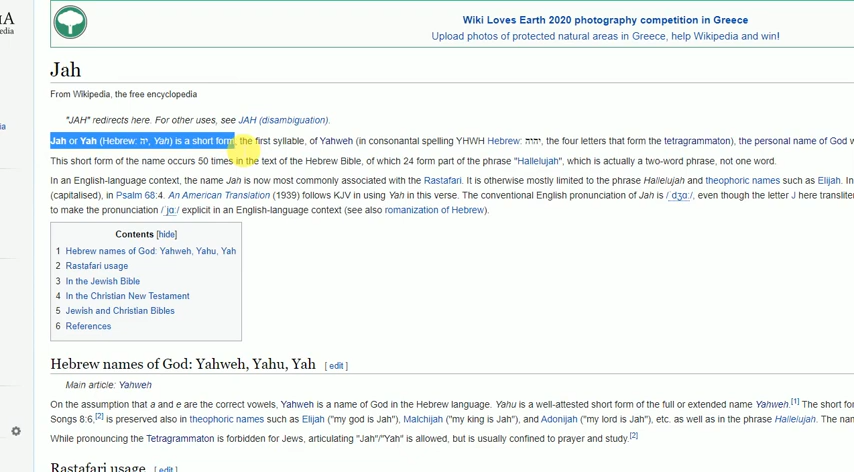 IA
edia
Wiki Loves Earth 2020 photography competition in Greece
Upload photos of protected natural areas in Greece, help Wikipedia and win!
Jah
From Wikipedia, the free encyclopedia
"JAH" redirects here. For other uses, see JAH (disambiguation).
Jah or Yah (Hebrew: יה, Yah) is a short form, the first syllable, of Yahweh (in consonantal spelling YHWH Hebrew: יהוה, the four letters that form the tetragrammaton), the personal name of God
ia
This short form of the name occurs 50 times in the text of the Hebrew Bible, of which 24 form part of the phrase "Hallelujah", which is actually a two-word phrase, not one word.
In an English-language context, the name Jah is now most commonly associated with the Rastafari. It is otherwise mostly limited to the phrase Hallelujah and theophoric names such as Elijah. In
(capitalised), in Psalm 68:4. An American Translation (1939) follows KJV in using Yah in this verse. The conventional English pronunciation of Jah is /ˈdʒɑː/, even though the letter J here
to make the pronunciation /ˈjɑː/ explicit in an English-language context (see also romanization of Hebrew).
Contents [hide]
1 Hebrew names of God: Yahweh, Yahu, Yah
2 Rastafari usage
3 In the Jewish Bible
4 In the Christian New Testament
5 Jewish and Christian Bibles
6 References
Hebrew names of God: Yahweh, Yahu, Yah [ edit ]
Main article: Yahweh
On the assumption that a and e are the correct vowels, Yahweh is a name of God in the Hebrew language. Yahu is a well-attested short form of the full or extended name Yahweh.[1] The short
Songs 8:6,[2] is preserved also in theophoric names such as Elijah ("my god is Jah"), Malchijah ("my king is Jah"), and Adonijah ("my lord is Jah"), etc. as well as in the phrase Hallelujah. The
While pronouncing the Tetragrammaton is forbidden for Jews, articulating "Jah"/"Yah" is allowed, but is usually confined to prayer and study.[2]
Rastafari usage [ edit ]